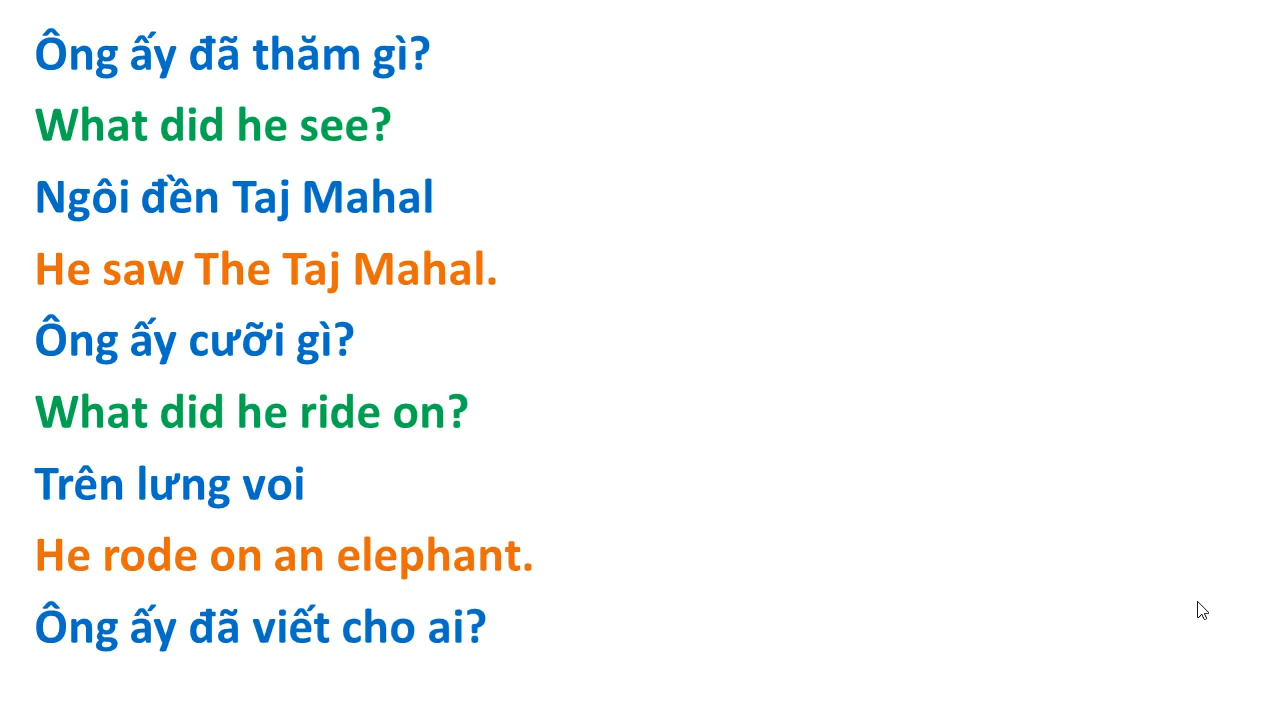 Ông ấy đã thăm gì?
What did he see?
Ngôi đền Taj Mahal
He saw The Taj Mahal.
Ông ấy cưỡi gì?
What did he ride on?
Trên lưng voi
He rode on an elephant.
Ông ấy đã viết cho ai?